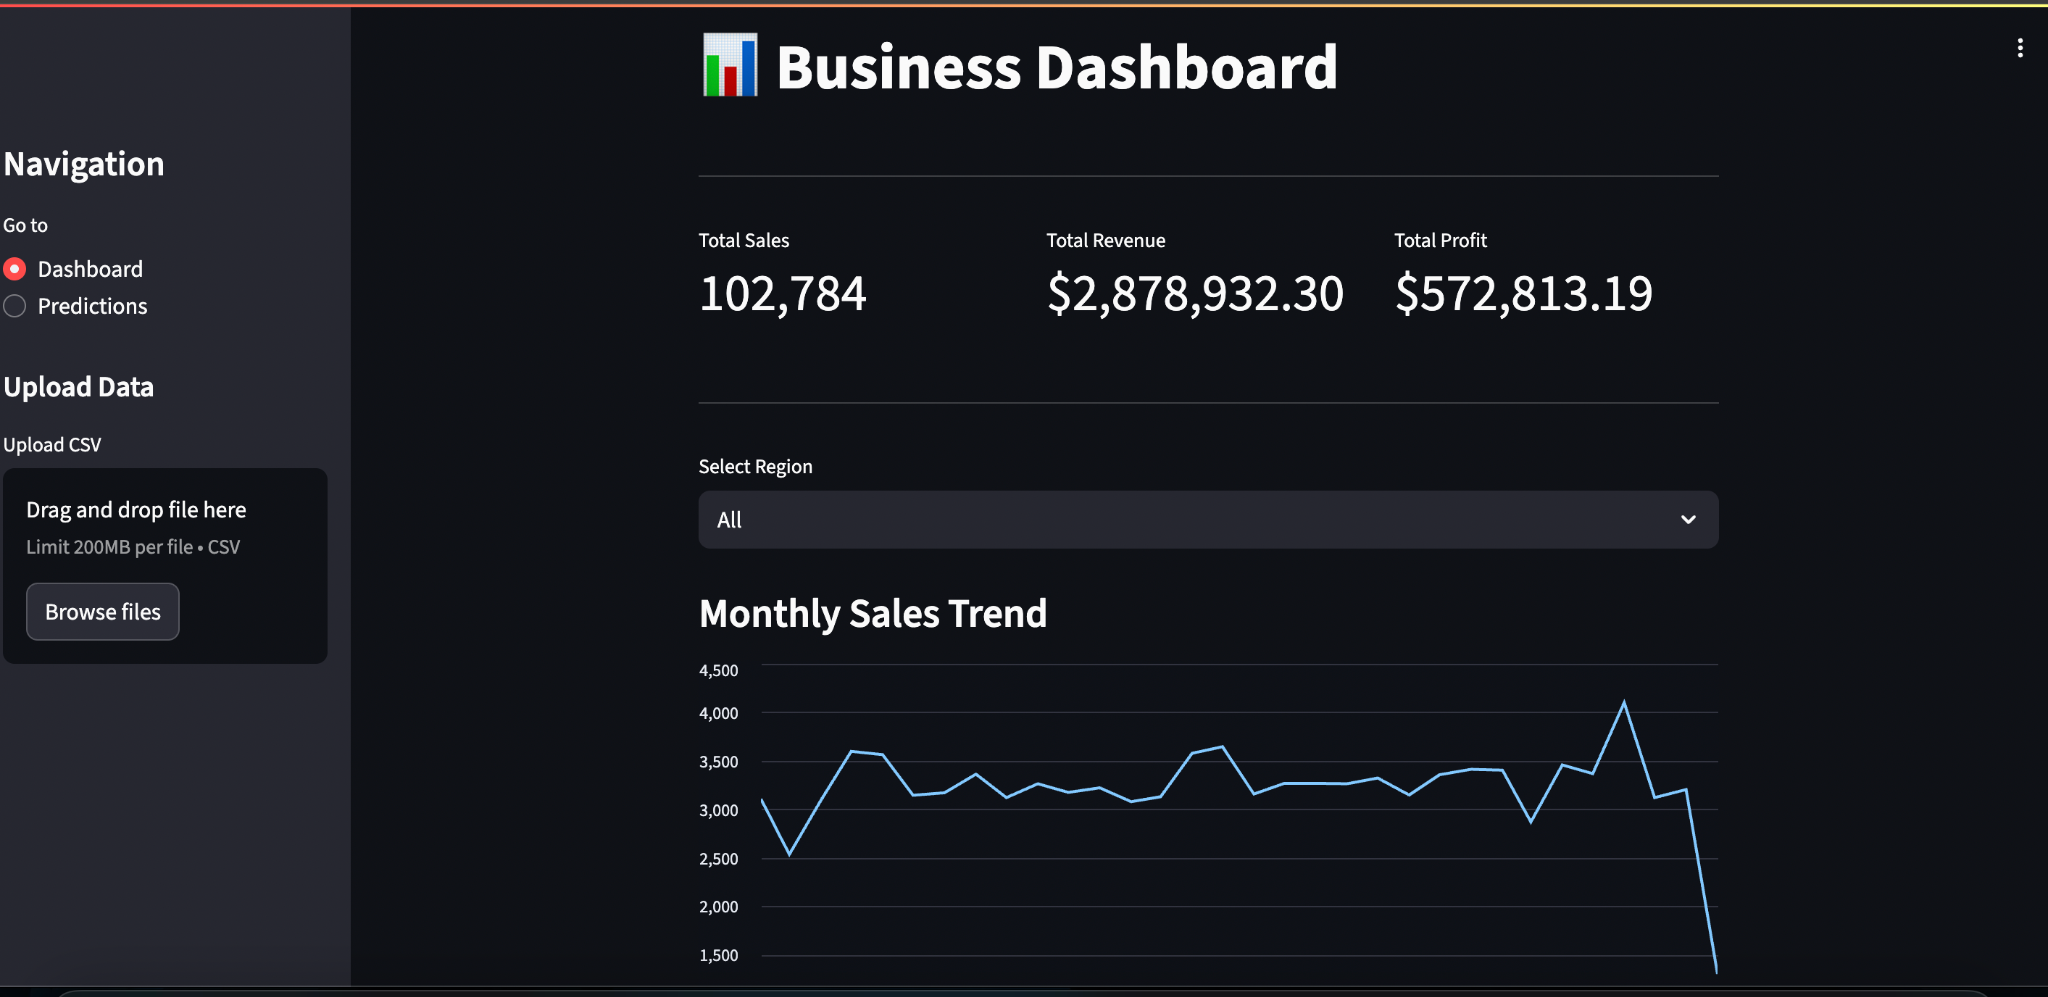 Business Dashboard
Navigation
Go to
Dashboard
Predictions
Upload Data
Upload CSV
Drag and drop file here
Limit 200MB per file • CSV
Browse files
Total Sales
102,784
Total Revenue
$2,878,932.30
Total Profit
$572,813.19
Select Region
All
Monthly Sales Trend
4,500
4,000
3,500
3,000
2,500
2,000
1,500